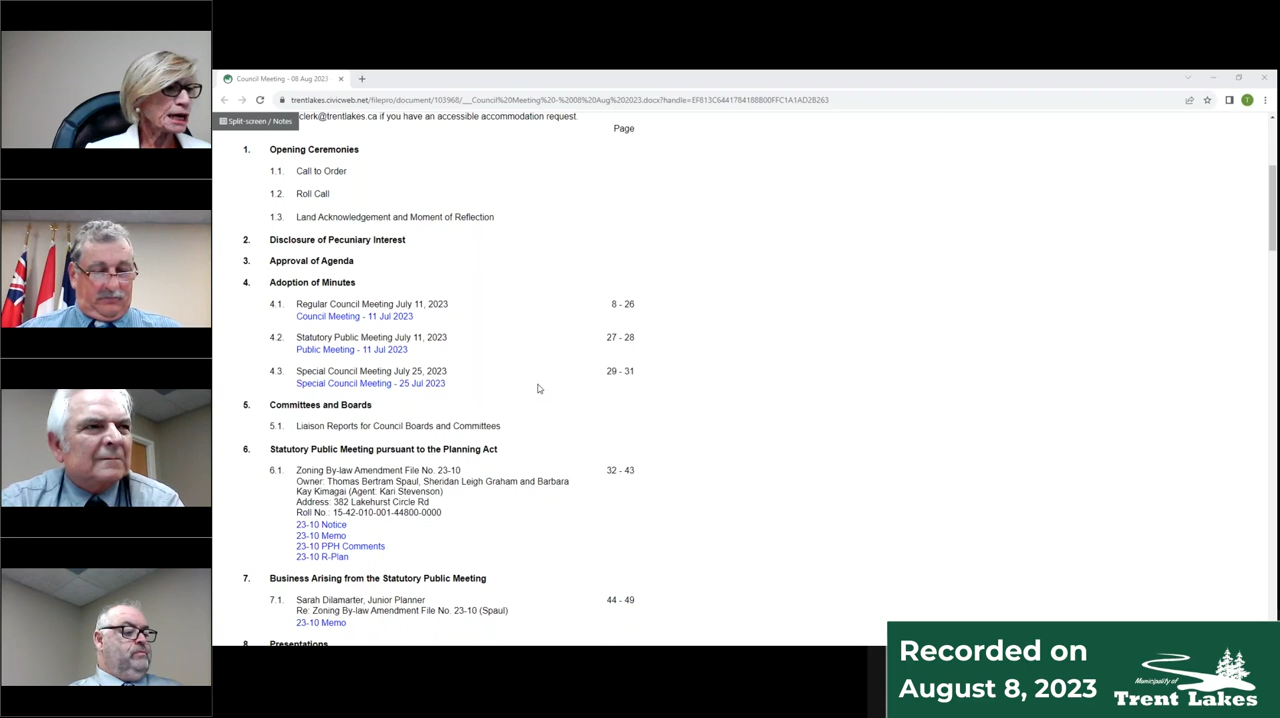 Council Meeting - 08 Aug 2023
trentlakes.civicweb.net/filepro/document/103968/___Council%20Meeting%20-%2008%20Aug%202023.docx?handle=EF813C6441784188B00FFC1A1AD2B263
T
Split-screen / Notes
clerk@trentlakes.ca if you have an accessible accommodation request.
Page
1. Opening Ceremonies
1.1. Call to Order
1.2. Roll Call
1.3. Land Acknowledgement and Moment of Reflection
2. Disclosure of Pecuniary Interest
3. Approval of Agenda
4. Adoption of Minutes
4.1. Regular Council Meeting July 11, 2023 8 - 26
Council Meeting - 11 Jul 2023
4.2. Statutory Public Meeting July 11, 2023 27 - 28
Public Meeting - 11 Jul 2023
4.3. Special Council Meeting July 25, 2023 29 - 31
Special Council Meeting - 25 Jul 2023
5. Committees and Boards
5.1. Liaison Reports for Council Boards and Committees
6. Statutory Public Meeting pursuant to the Planning Act
6.1. Zoning By-law Amendment File No. 23-10 32 - 43
Owner: Thomas Bertram Spaul, Sheridan Leigh Graham and Barbara
Kay Kimagai (Agent: Kari Stevenson)
Address: 382 Lakehurst Circle Rd
Roll No.: 15-42-010-001-44800-0000
23-10 Notice
23-10 Memo
23-10 PPH Comments
23-10 R-Plan
7. Business Arising from the Statutory Public Meeting
7.1. Sarah Dilamarter, Junior Planner 44 - 49
Re: Zoning By-law Amendment File No. 23-10 (Spaul)
23-10 Memo
8. Presentations
Recorded on
August 8, 2023
Municipality of
Trent Lakes